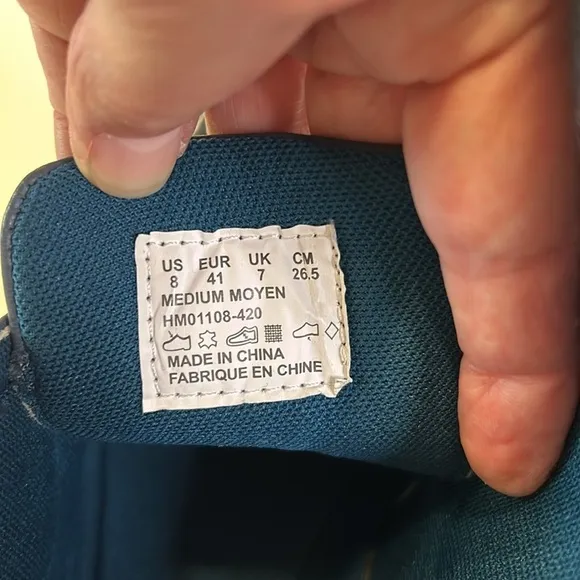 US EUR UK CM
8 41 7 26.5
MEDIUM MOYEN
HM01108-420
MADE IN CHINA
FABRIQUE EN CHINE